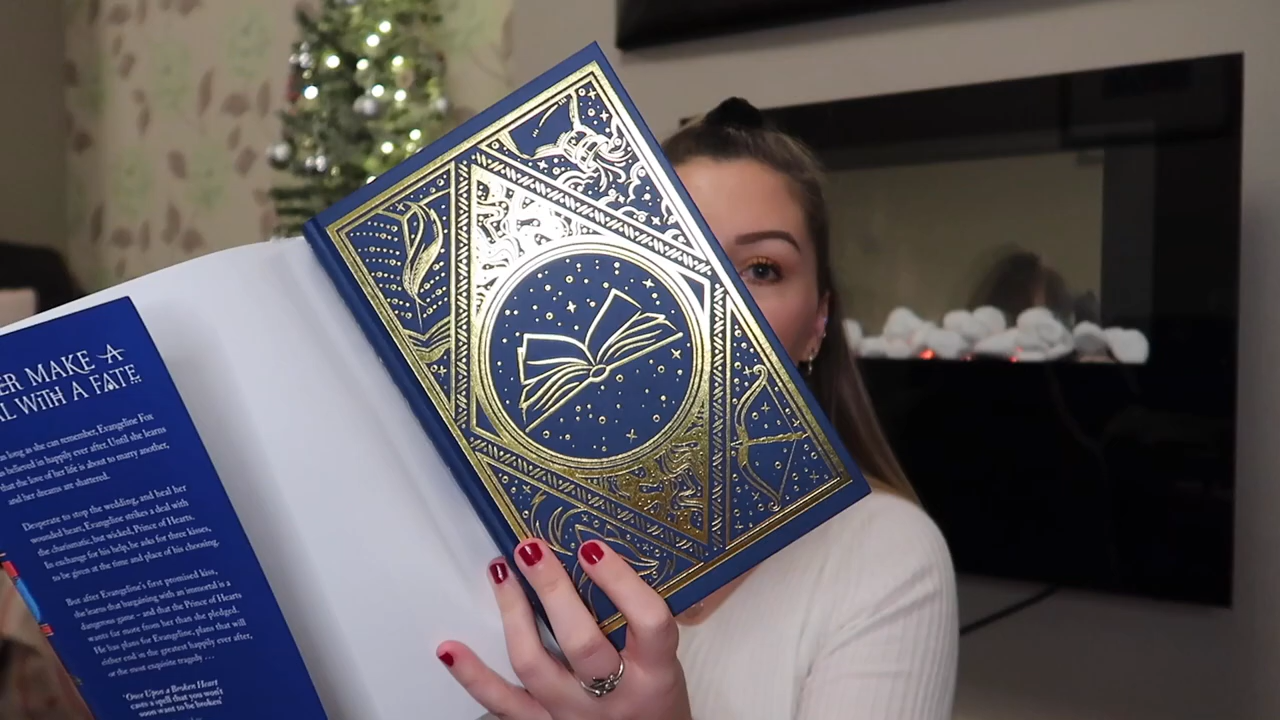 ER MAKE A
AL WITH A FATE
as long as she can remember, Evangeline Fox
as believed in happily ever after. Until she learns
that the love of her life is about to marry another,
and her dreams are shattered.
Desperate to stop the wedding, and heal her
wounded heart, Evangeline strikes a deal with
the charismatic, but wicked, Prince of Hearts.
In exchange for his help, he asks for three kisses,
to be given at the time and place of his choosing.
But after Evangeline's first promised kiss,
she learns that bargaining with an immortal is a
dangerous game – and that the Prince of Hearts
wants far more from her than she pledged.
He has plans for Evangeline, plans that will
either end in the greatest happily ever after,
or the most exquisite tragedy ...
'Once Upon a Broken Heart
casts a spell that you won't
soon want to be broken'